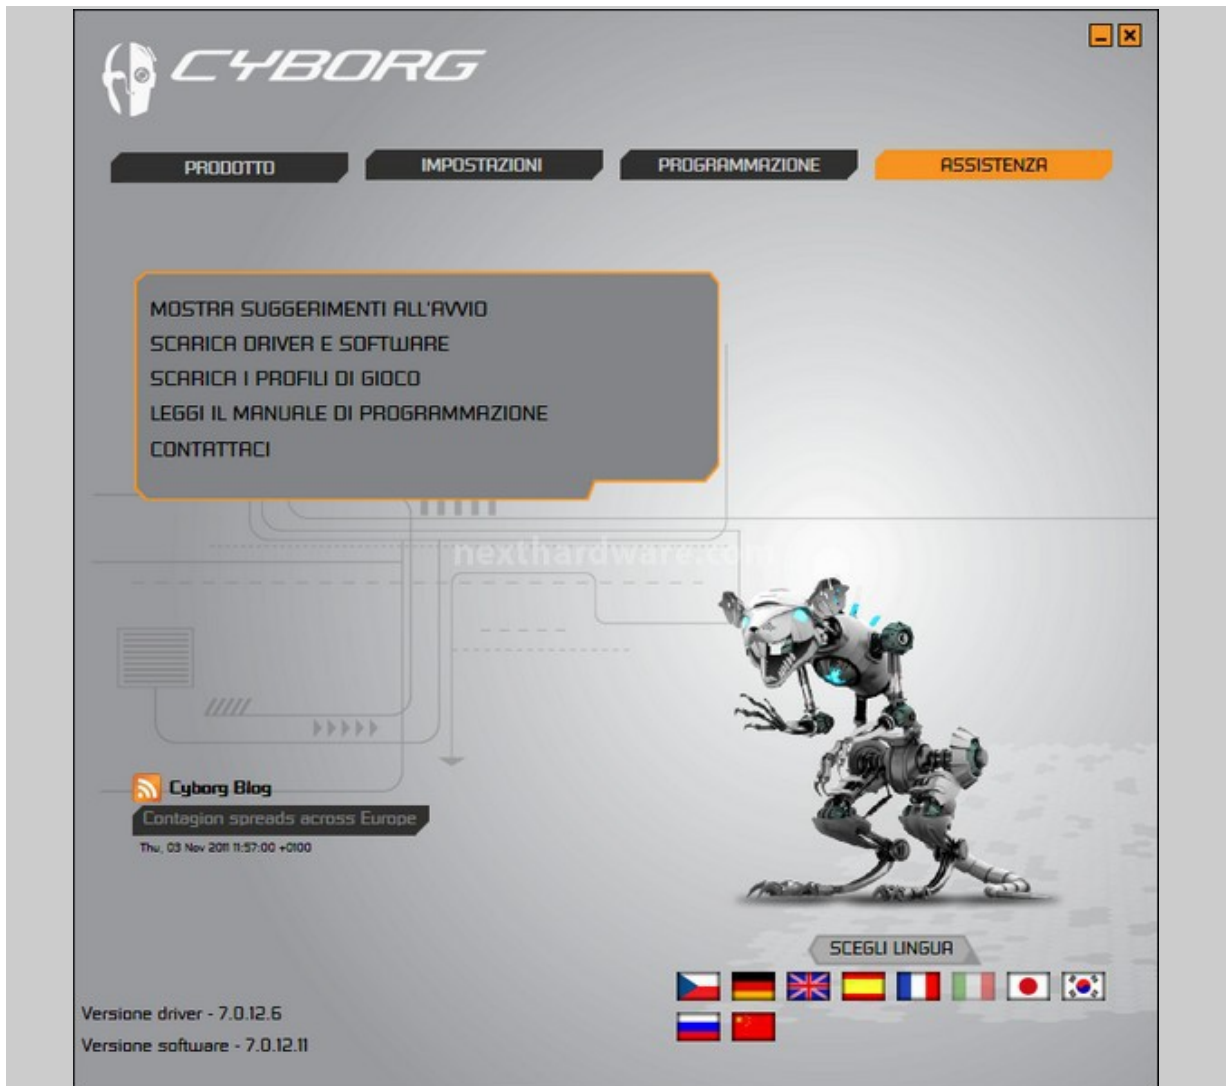 CYBORG
PRODOTTO
IMPOSTAZIONI
PROGRAMMAZIONE
ASSISTENZA
MOSTRA SUGGERIMENTI ALL'AVVIO
SCARICA DRIVER E SOFTWARE
SCARICA I PROFILI DI GIOCO
LEGGI IL MANUALE DI PROGRAMMAZIONE
CONTATTACI
nexthardware.com
Cyborg Blog
Contagion spreads across Europe
Thu, 03 Nov 2011 11:57:00 +0100
SCEGLI LINGUA
Versione driver - 7.0.12.6
Versione software - 7.0.12.11